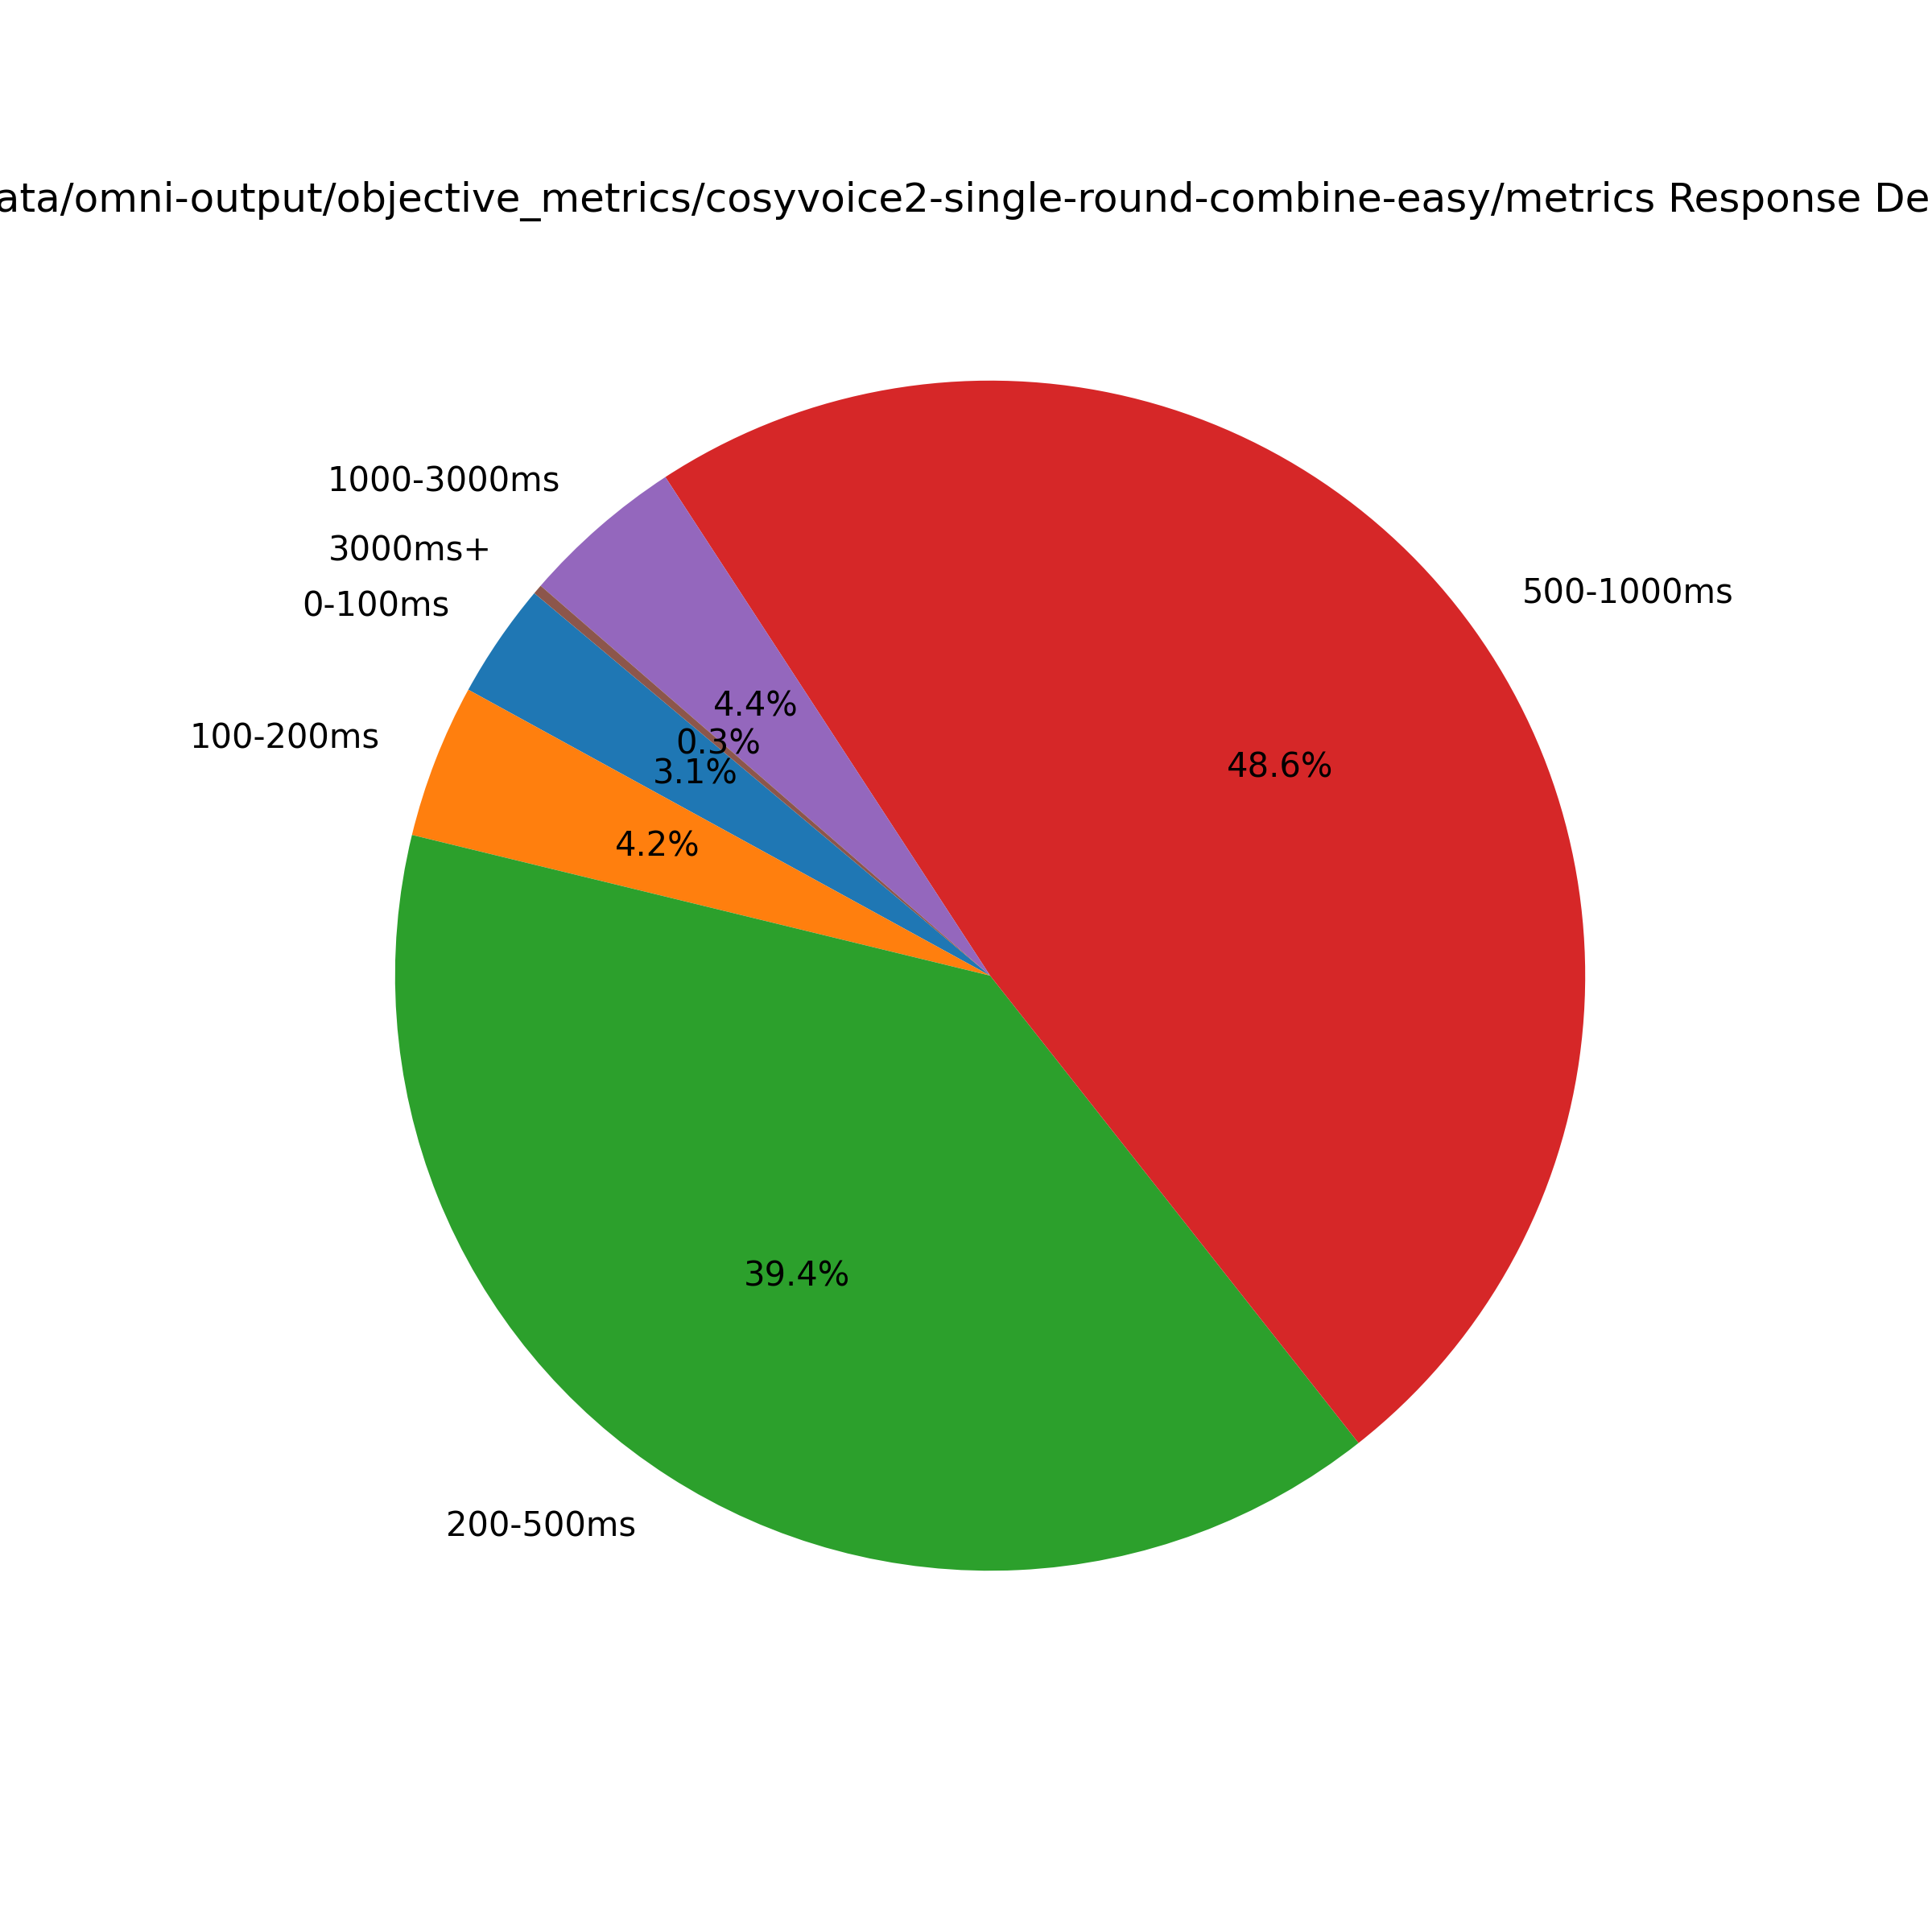 ata/omni-output/objective_metrics/cosyvoice2-single-round-combine-easy/metrics Response De
1000-3000ms
3000ms+
500-1000ms
0-100ms
4.4%
100-200ms
0.3%
48.6%
3.1%
4.2%
39.4%
200-500ms